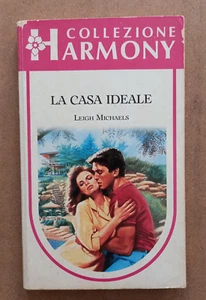 COLLEZIONE
HARMONY
LA CASA IDEALE
LEIGH MICHAELS